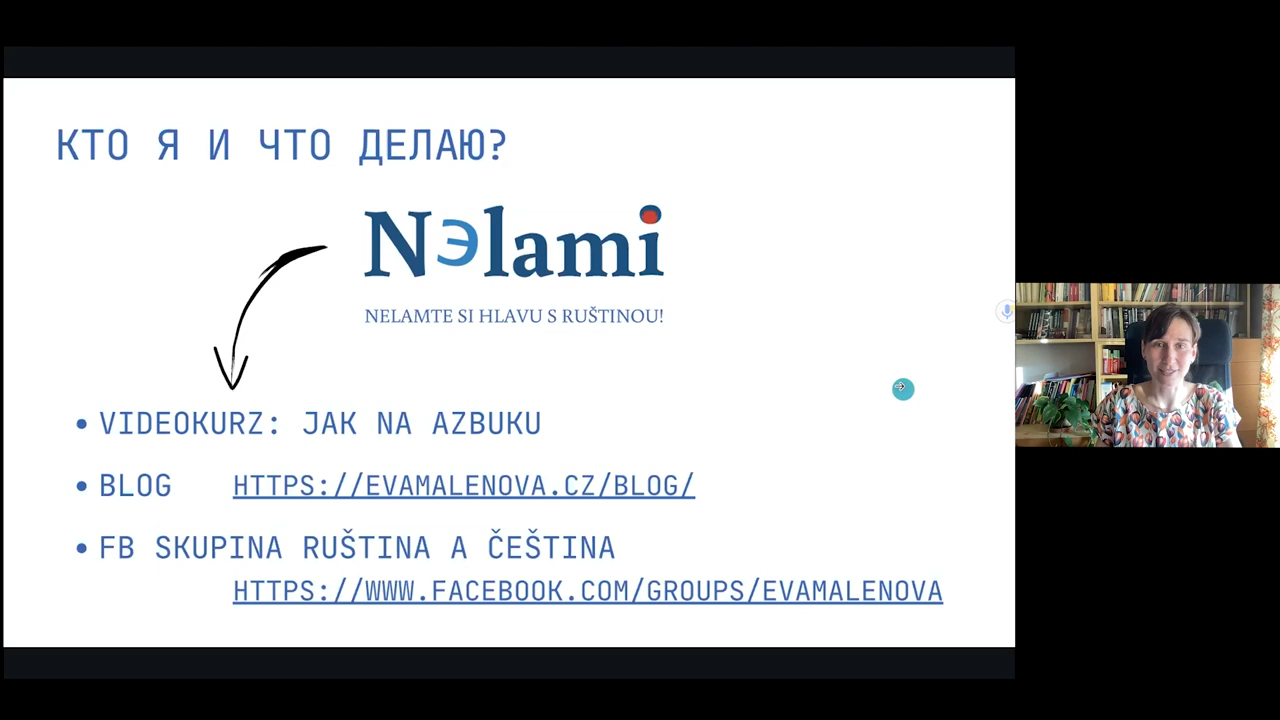 КТО Я И ЧТО ДЕЛАЮ?
Nэlami
NELAMTE SI HLAVU S RUŠTINOU!
• VIDEOKURZ: JAK NA AZBUKU
• BLOG HTTPS://EVAMALENOVA.CZ/BLOG/
• FB SKUPINA RUŠTINA A ČEŠTINA
HTTPS://WWW.FACEBOOK.COM/GROUPS/EVAMALENOVA